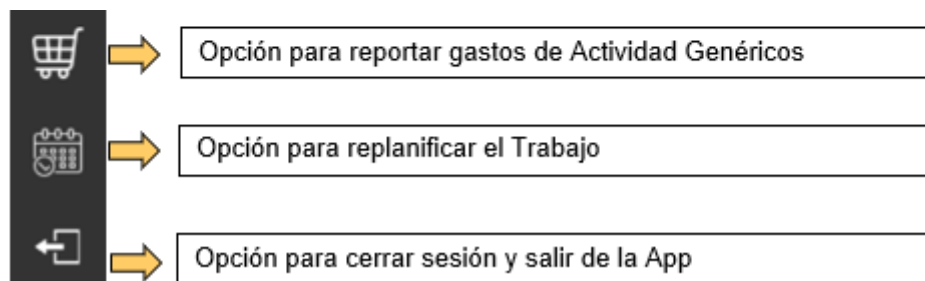 Opción para reportar gastos de Actividad Genéricos
Opción para replanificar el Trabajo
Opción para cerrar sesión y salir de la App